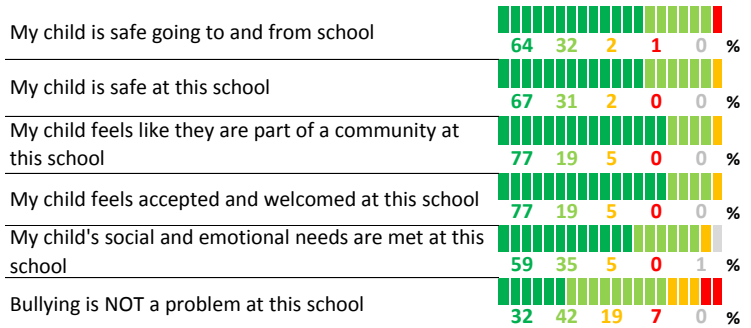 My child is safe going to and from school
64 32 2 1 0 %
My child is safe at this school
67 31 2 0 0 %
My child feels like they are part of a community at
this school
77 19 5 0 0 %
My child feels accepted and welcomed at this school
77 19 5 0 0 %
My child's social and emotional needs are met at this
school
59 35 5 0 1 %
Bullying is NOT a problem at this school
32 42 19 7 0 %